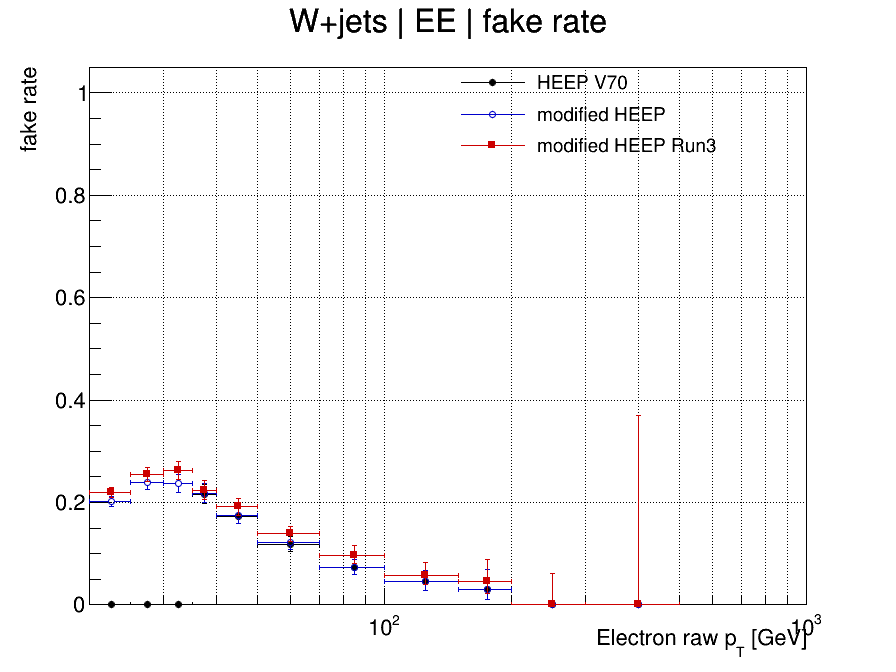 W+jets | EE | fake rate
fake rate
HEEP V70
modified HEEP
modified HEEP Run3
1
0.8
0.6
0.4
0.2
0
10²
10³
Electron raw p_T [GeV]